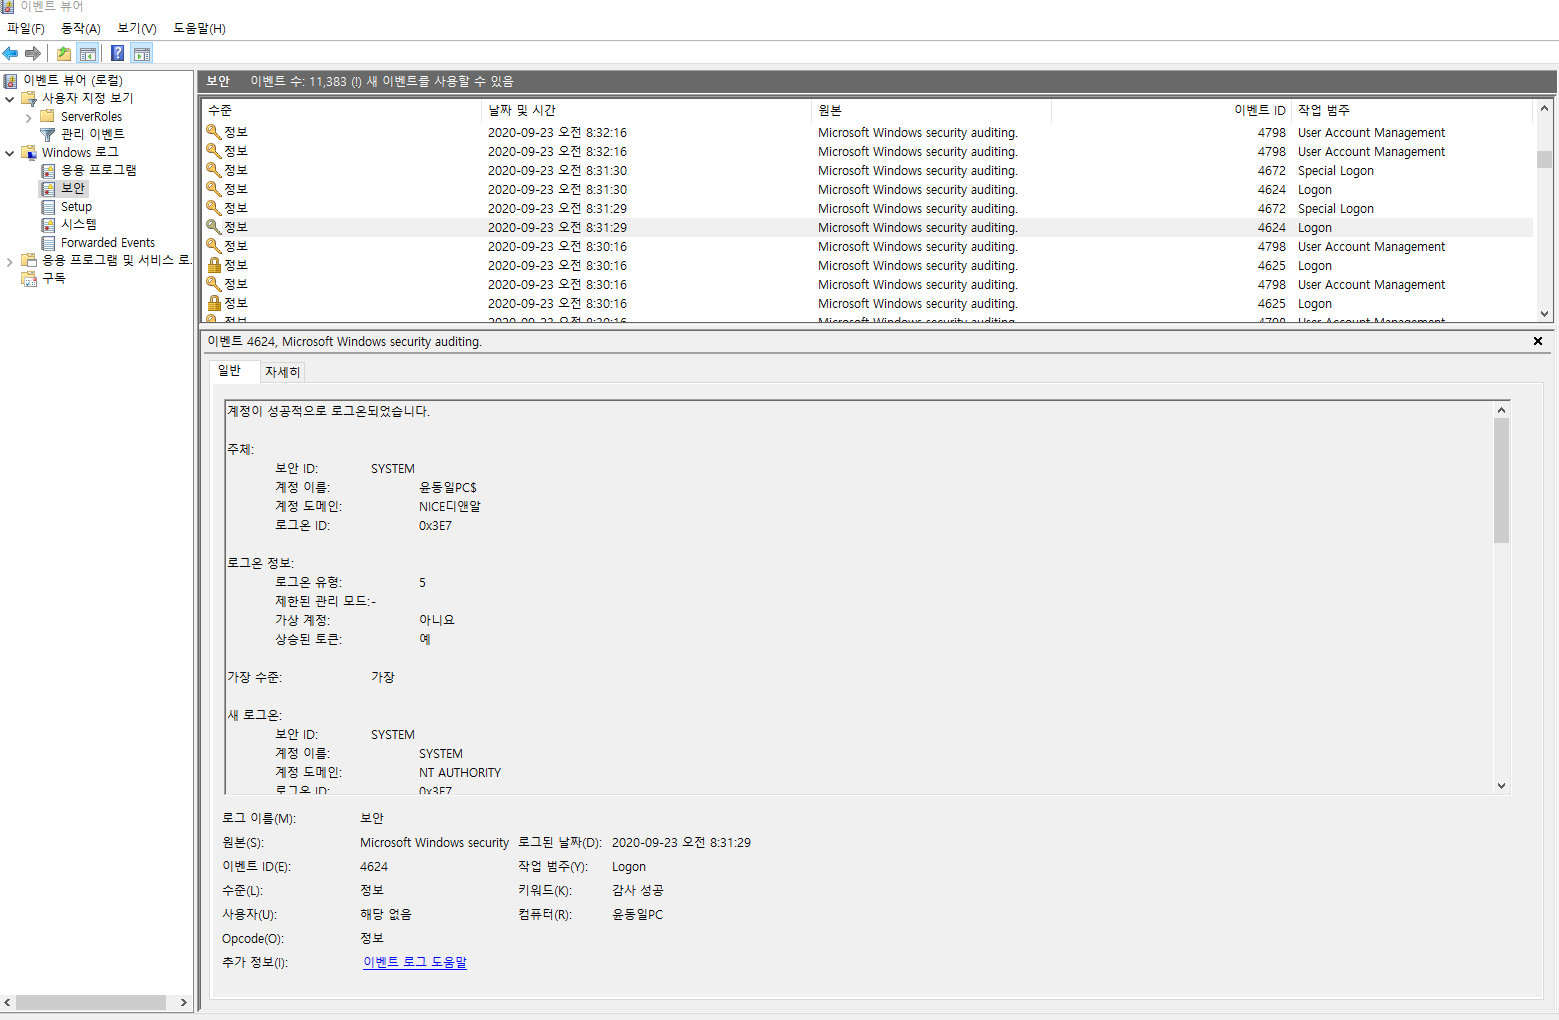 이벤트 뷰어
파일(F) 동작(A) 보기(V) 도움말(H)
이벤트 뷰어 (로컬)
사용자 지정 보기
ServerRoles
관리 이벤트
Windows 로그
응용 프로그램
보안
Setup
시스템
Forwarded Events
응용 프로그램 및 서비스 로
구독
보안 이벤트 수: 11,383 (!) 새 이벤트를 사용할 수 있음
수준 날짜 및 시간 원본 이벤트 ID 작업 범주
정보 2020-09-23 오전 8:32:16 Microsoft Windows security auditing. 4798 User Account Management
정보 2020-09-23 오전 8:32:16 Microsoft Windows security auditing. 4798 User Account Management
정보 2020-09-23 오전 8:31:30 Microsoft Windows security auditing. 4672 Special Logon
정보 2020-09-23 오전 8:31:30 Microsoft Windows security auditing. 4624 Logon
정보 2020-09-23 오전 8:31:29 Microsoft Windows security auditing. 4672 Special Logon
정보 2020-09-23 오전 8:31:29 Microsoft Windows security auditing. 4624 Logon
정보 2020-09-23 오전 8:30:16 Microsoft Windows security auditing. 4798 User Account Management
정보 2020-09-23 오전 8:30:16 Microsoft Windows security auditing. 4625 Logon
정보 2020-09-23 오전 8:30:16 Microsoft Windows security auditing. 4798 User Account Management
정보 2020-09-23 오전 8:30:16 Microsoft Windows security auditing. 4625 Logon
정보 2020-09-23 오전 8:30:16 Microsoft Windows security auditing. 4798 User Account Management
이벤트 4624, Microsoft Windows security auditing.
일반 자세히
계정이 성공적으로 로그온되었습니다.
주체:
보안 ID: SYSTEM
계정 이름: 윤동일PC$
계정 도메인: NICE디앤알
로그온 ID: 0x3E7
로그온 정보:
로그온 유형: 5
제한된 관리 모드:-
가상 계정: 아니요
상승된 토큰: 예
가장 수준: 가장
새 로그온:
보안 ID: SYSTEM
계정 이름: SYSTEM
계정 도메인: NT AUTHORITY
로그온 ID: 0x3E7
로그 이름(M): 보안
원본(S): Microsoft Windows security 로그된 날짜(D): 2020-09-23 오전 8:31:29
이벤트 ID(E): 4624 작업 범주(Y): Logon
수준(L): 정보 키워드(K): 감사 성공
사용자(U): 해당 없음 컴퓨터(R): 윤동일PC
Opcode(O): 정보
추가 정보(I): 이벤트 로그 도움말